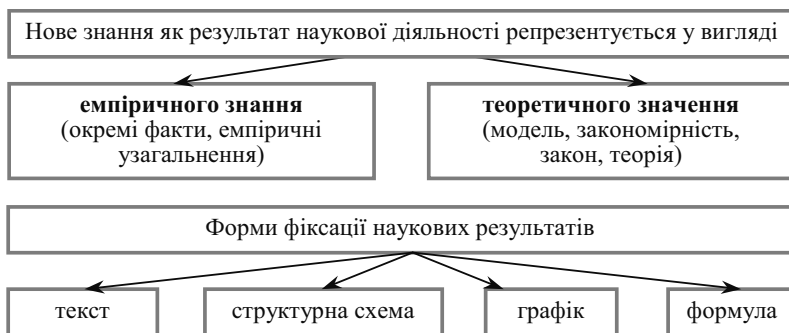 Нове знання як результат наукової діяльності репрезентується у вигляді
емпіричного знання
(окремі факти, емпіричні
узагальнення)
теоретичного значення
(модель, закономірність,
закон, теорія)
Форми фіксації наукових результатів
текст
структурна схема
графік
формула